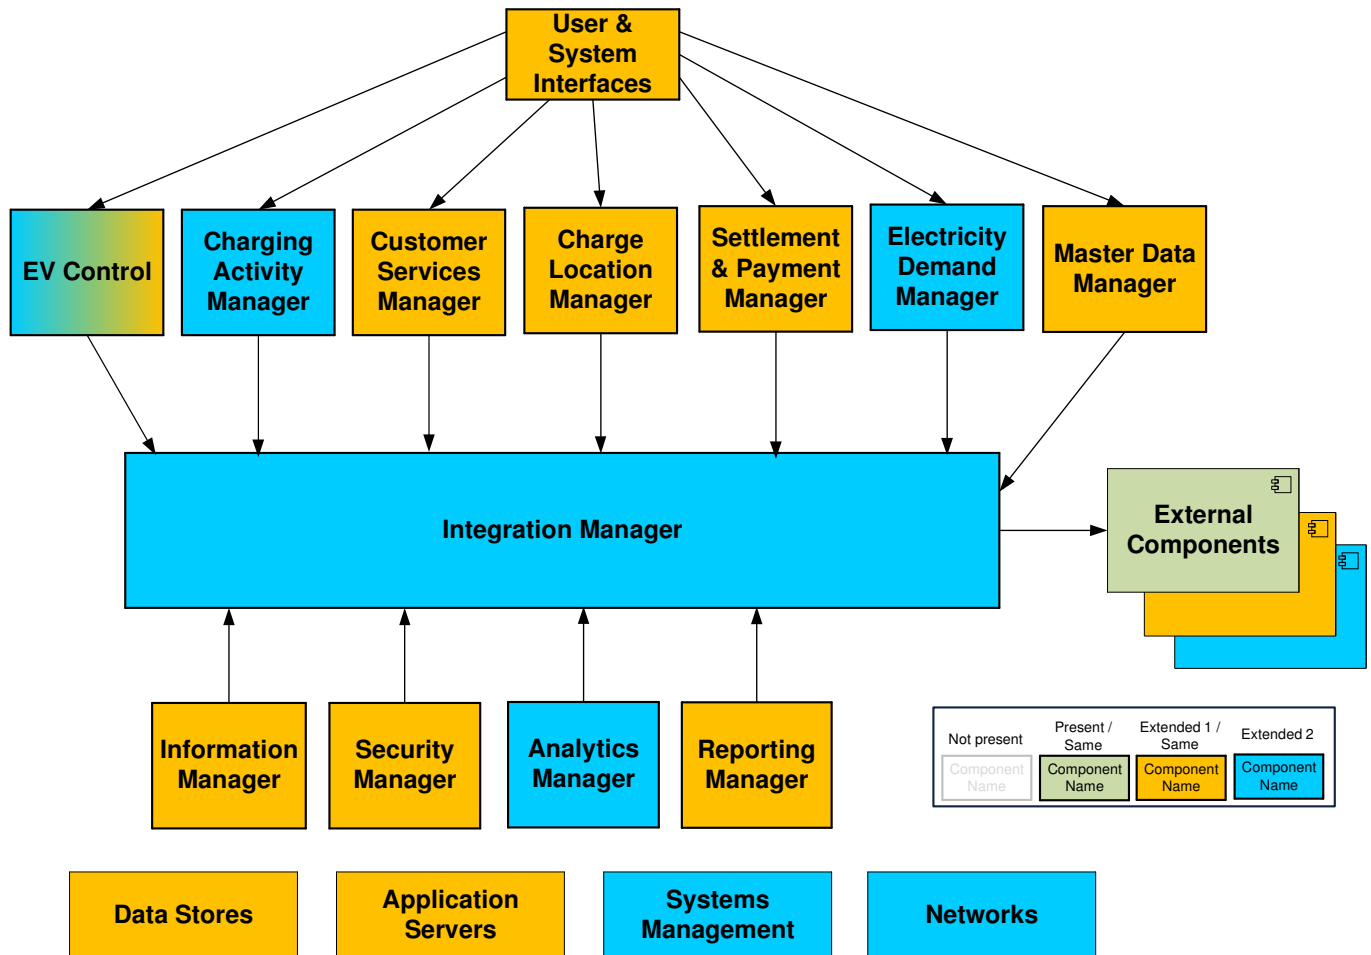 User &
System
Interfaces
EV Control
Charging
Activity
Manager
Customer
Services
Manager
Charge
Location
Manager
Settlement
& Payment
Manager
Electricity
Demand
Manager
Master Data
Manager
Integration Manager
External
Components
Information
Manager
Security
Manager
Analytics
Manager
Reporting
Manager
Not present
Present /
Same
Extended 1 /
Same
Extended 2
Component
Name
Component
Name
Component
Name
Component
Name
Data Stores
Application
Servers
Systems
Management
Networks